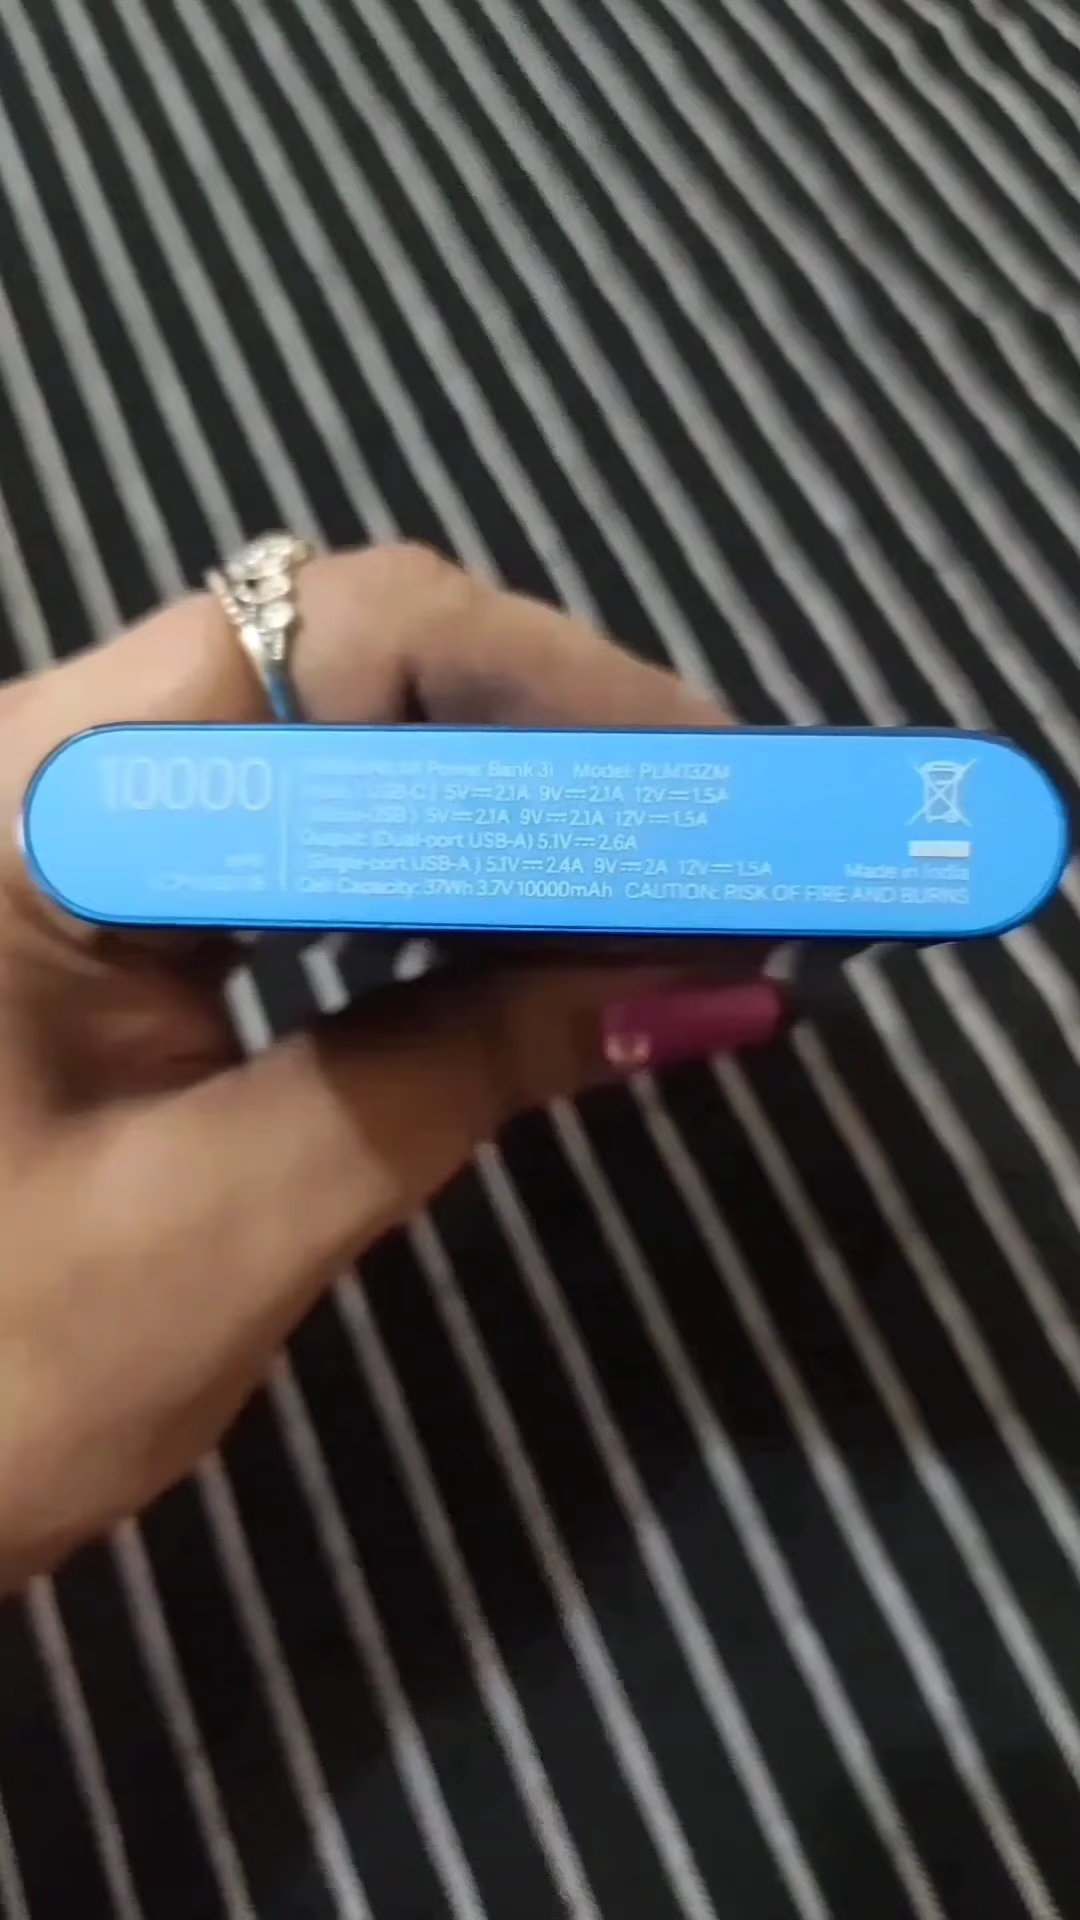 10000
Power Bank 3i Model: PLM13ZM
5V⎓2.1A 9V⎓2.1A 12V⎓1.5A
5V⎓2.1A 9V⎓2.1A 12V⎓1.5A
Output: (Dual-port USB-A) 5.1V⎓2.6A
(Single-port USB-A) 5.1V⎓2.4A 9V⎓2A 12V⎓1.5A
Made in India
Cell Capacity: 37Wh 3.7V 10000mAh CAUTION: RISK OF FIRE AND BURNS